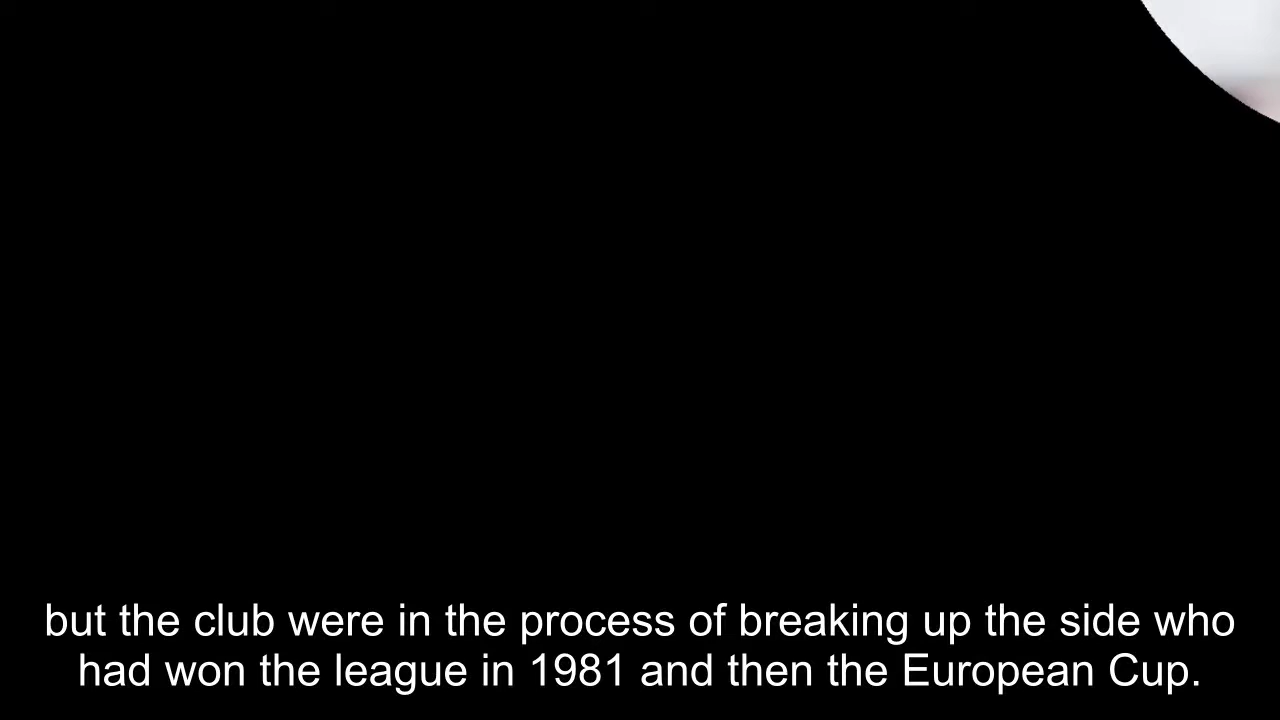 but the club were in the process of breaking up the side who
had won the league in 1981 and then the European Cup.